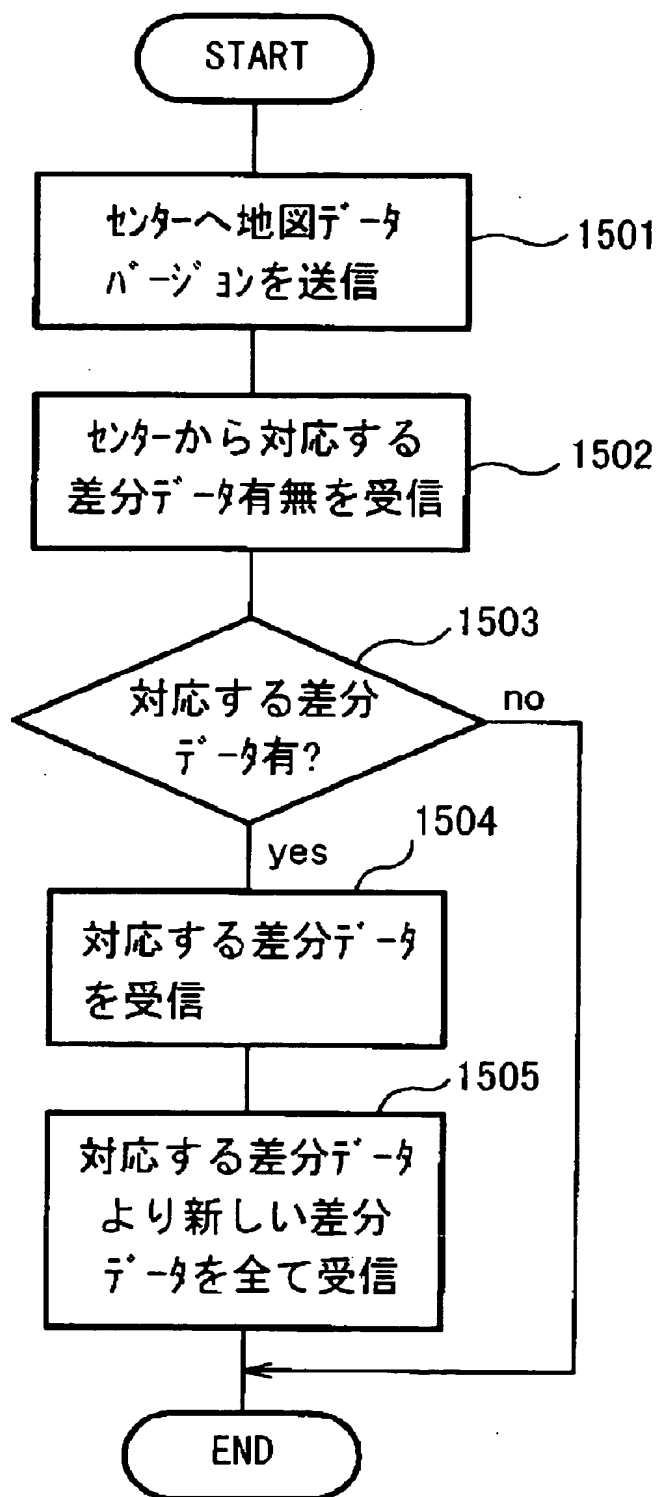 START
ｾﾝﾀｰへ地図ﾃﾞｰﾀ
ﾊﾞｰｼﾞｮﾝを送信
1501
ｾﾝﾀｰから対応する
差分ﾃﾞｰﾀ有無を受信
1502
1503
対応する差分
ﾃﾞｰﾀ有?
no
yes
1504
対応する差分ﾃﾞｰﾀ
を受信
1505
対応する差分ﾃﾞｰﾀ
より新しい差分
ﾃﾞｰﾀを全て受信
END